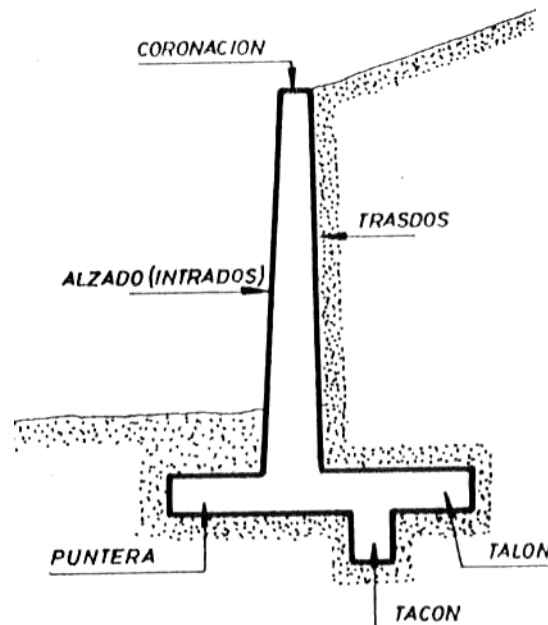 CORONACION
TRASDOS
ALZADO (INTRADOS)
PUNTERA
TALON
TACON